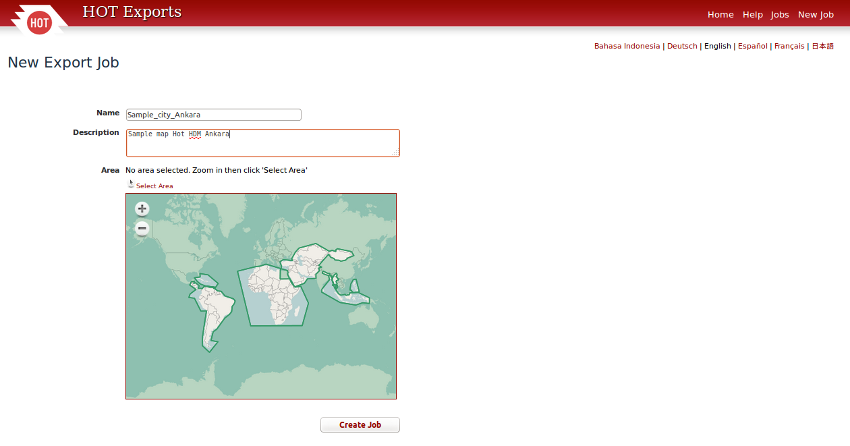 HOT
HOT Exports
Home Help Jobs New Job
Bahasa Indonesia | Deutsch | English | Español | Français | 日本語
New Export Job
Name Sample_city_Ankara
Description Sample map Hot HDM Ankara
Area No area selected. Zoom in then click 'Select Area'
Select Area
+
−
Create Job